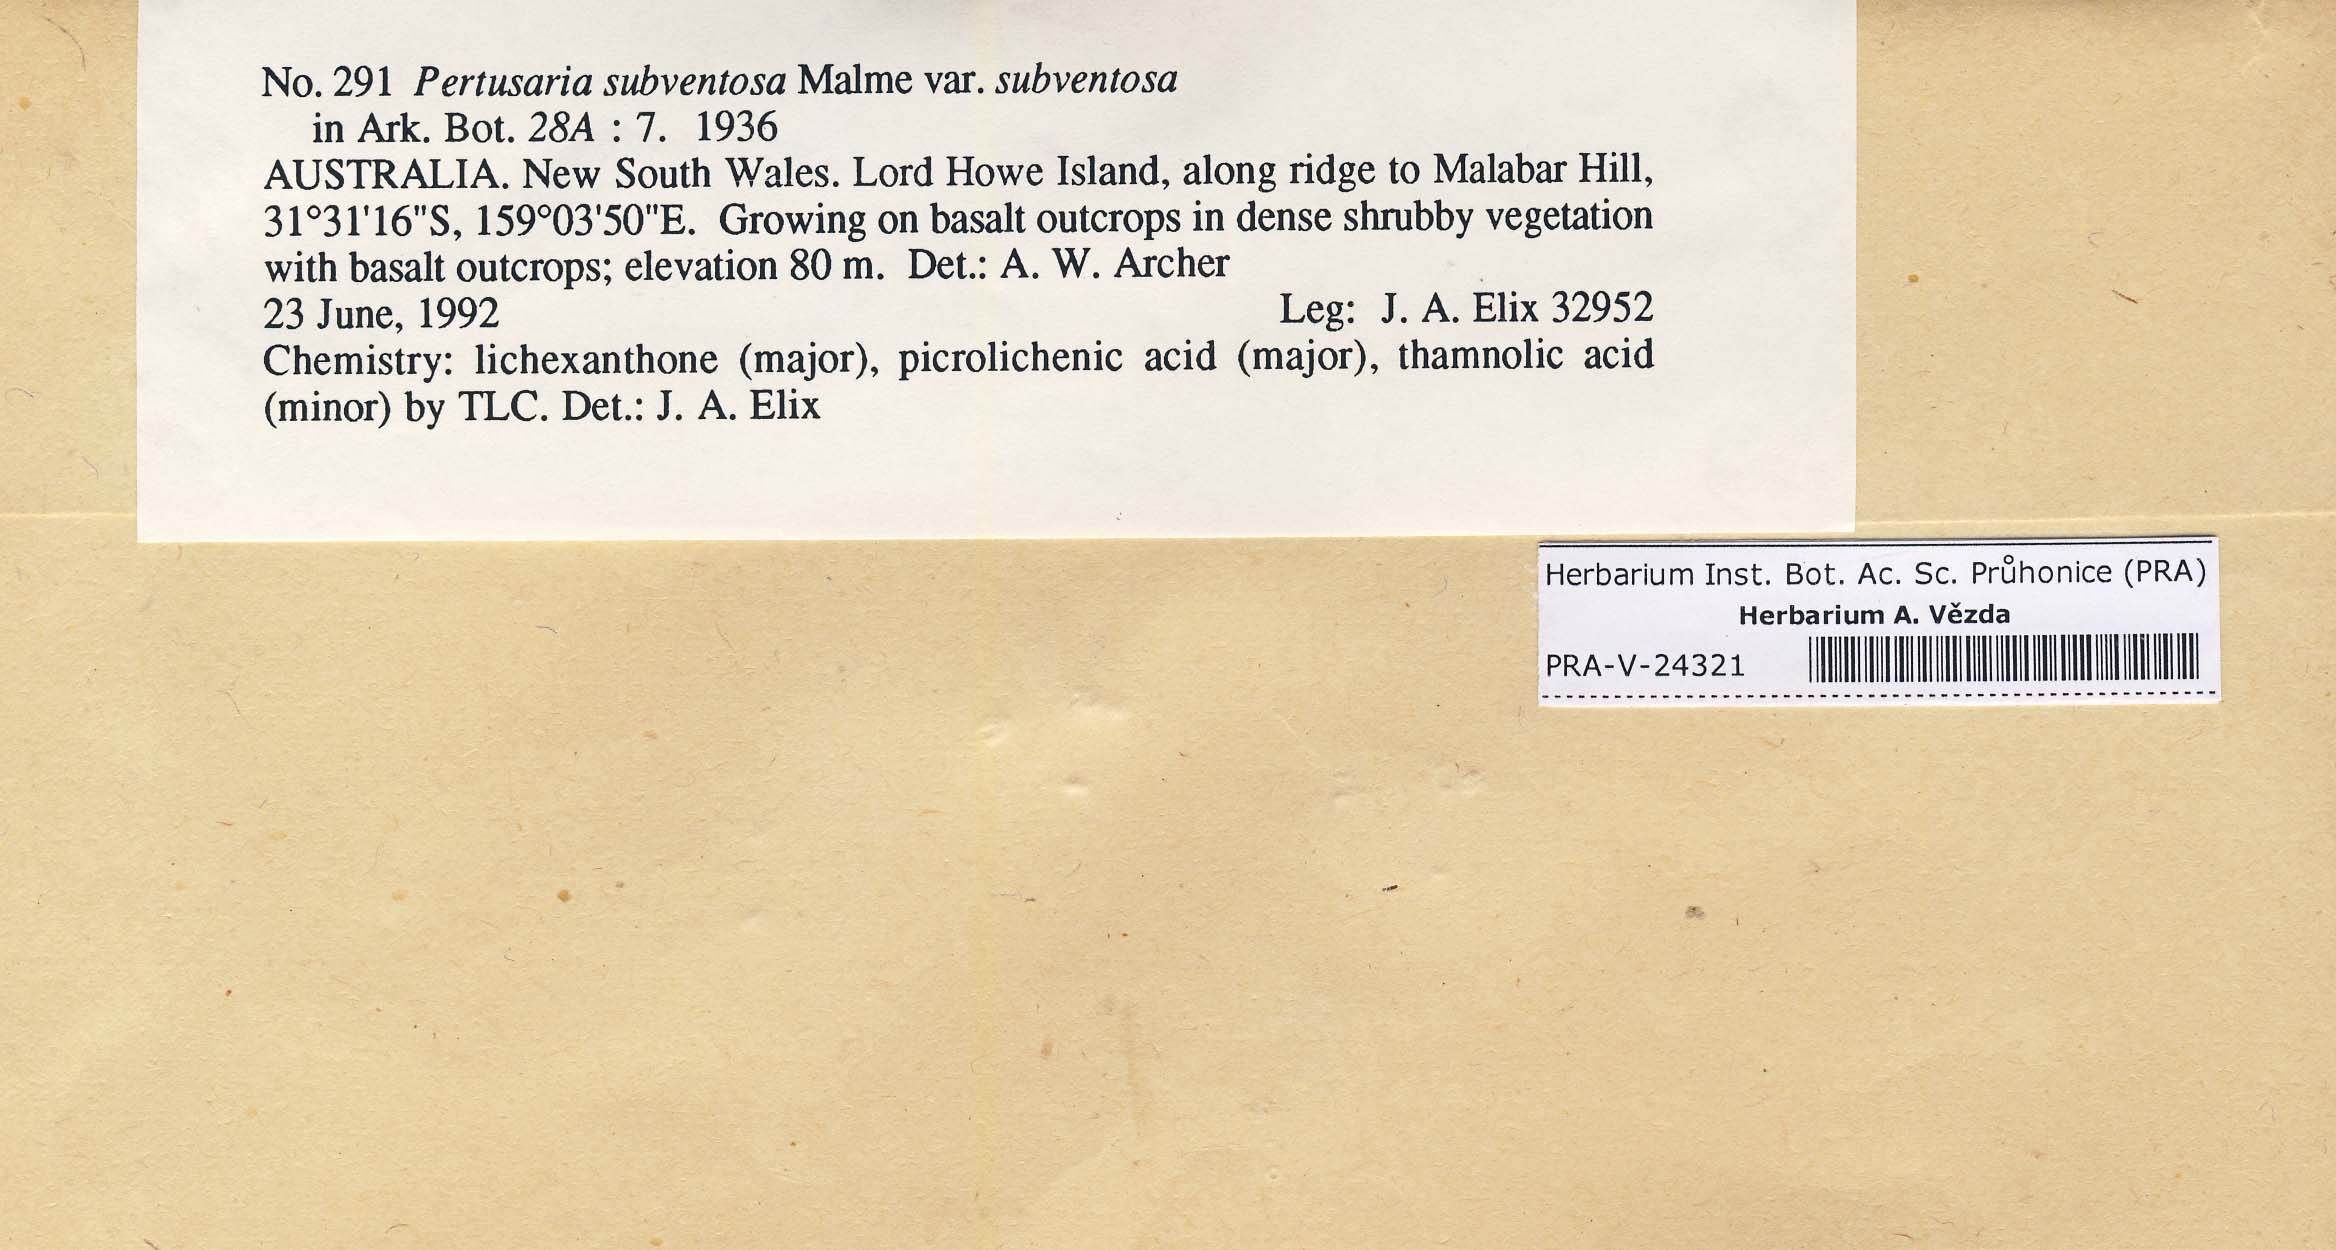 No. 291 Pertusaria subventosa Malme var. subventosa
in Ark. Bot. 28A : 7. 1936
AUSTRALIA. New South Wales. Lord Howe Island, along ridge to Malabar Hill,
31°31'16"S, 159°03'50"E. Growing on basalt outcrops in dense shrubby vegetation
with basalt outcrops; elevation 80 m. Det.: A. W. Archer
23 June, 1992 Leg: J. A. Elix 32952
Chemistry: lichexanthone (major), picrolichenic acid (major), thamnolic acid
(minor) by TLC. Det.: J. A. Elix
Herbarium Inst. Bot. Ac. Sc. Průhonice (PRA)
Herbarium A. Vězda
PRA-V-24321